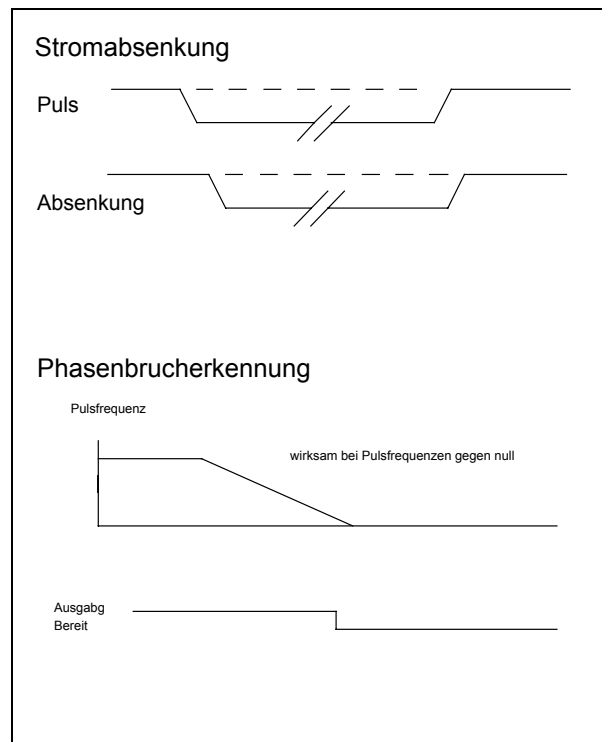 Stromabsenkung
Puls
Absenkung
Phasenbrucherkennung
Pulsfrequenz
wirksam bei Pulsfrequenzen gegen null
Ausgabg
Bereit